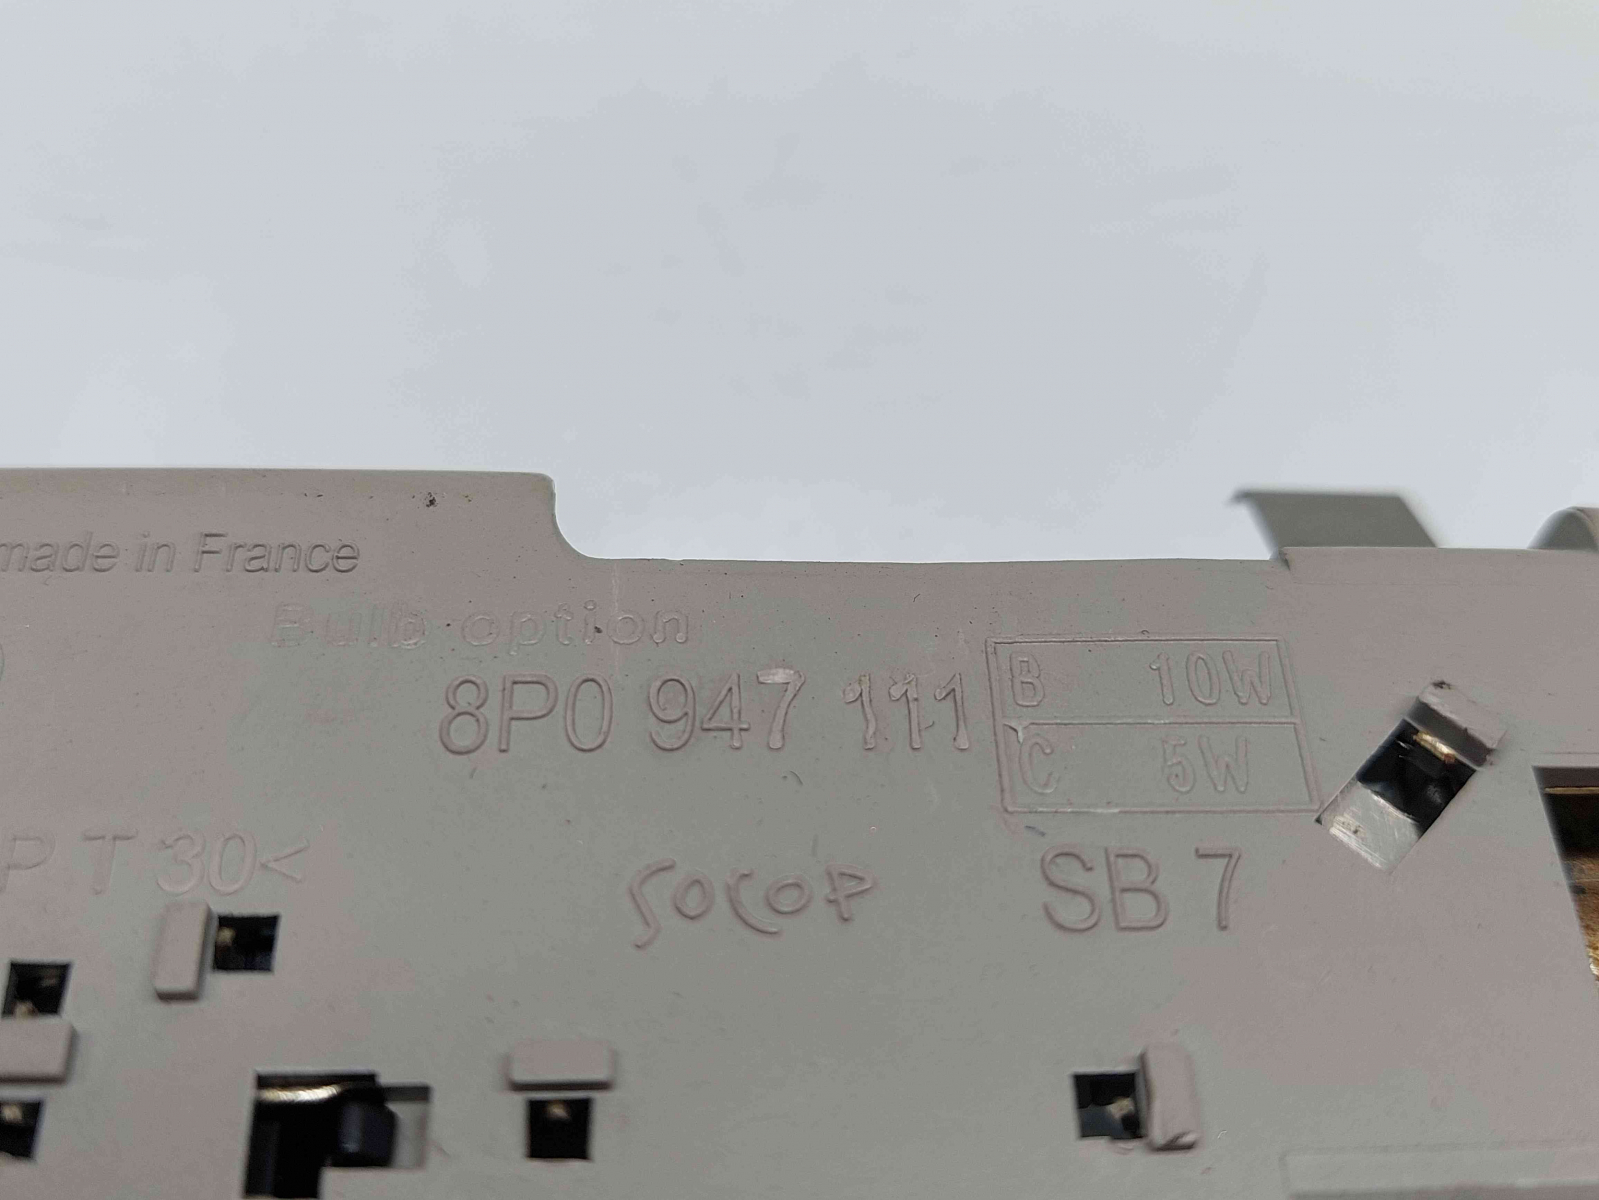 made in France
Bulb option
8P0 947 111
B 10W
C 5W
P T 30<
SOCOP
SB 7